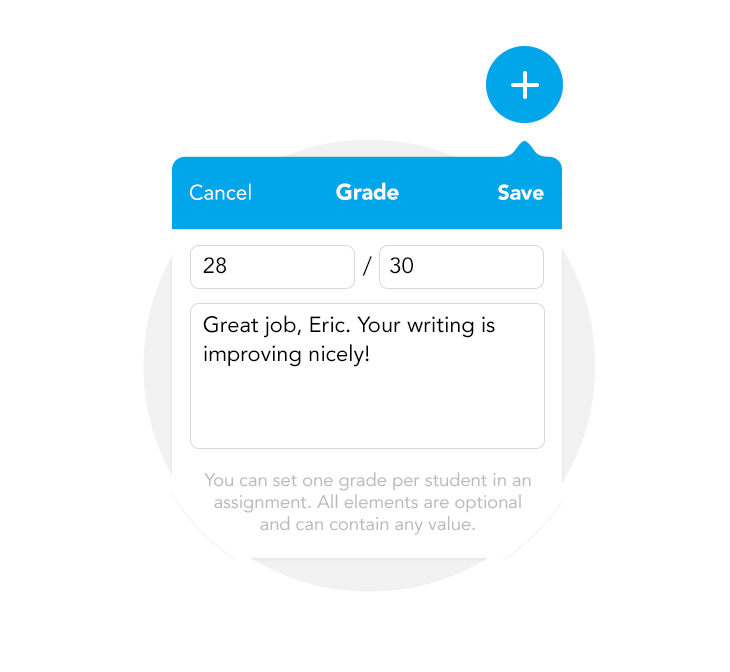 Cancel Grade Save
28 / 30
Great job, Eric. Your writing is
improving nicely!
You can set one grade per student in an
assignment. All elements are optional
and can contain any value.